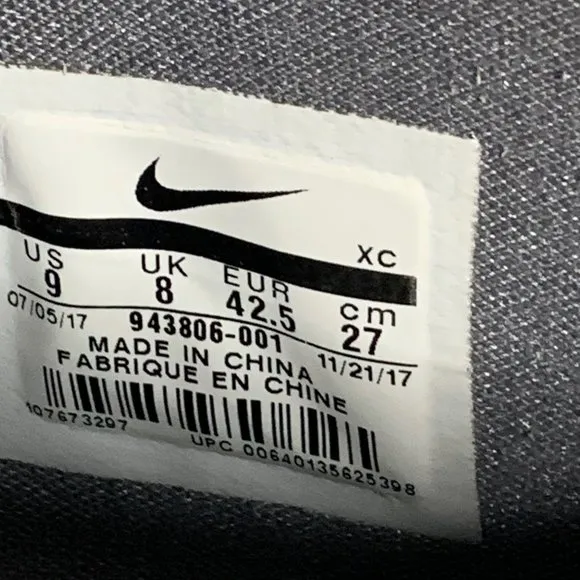 XC
US UK EUR cm
9 8 42.5 27
07/05/17 943806-001 11/21/17
MADE IN CHINA
FABRIQUE EN CHINE
107673297
UPC 00640135625398